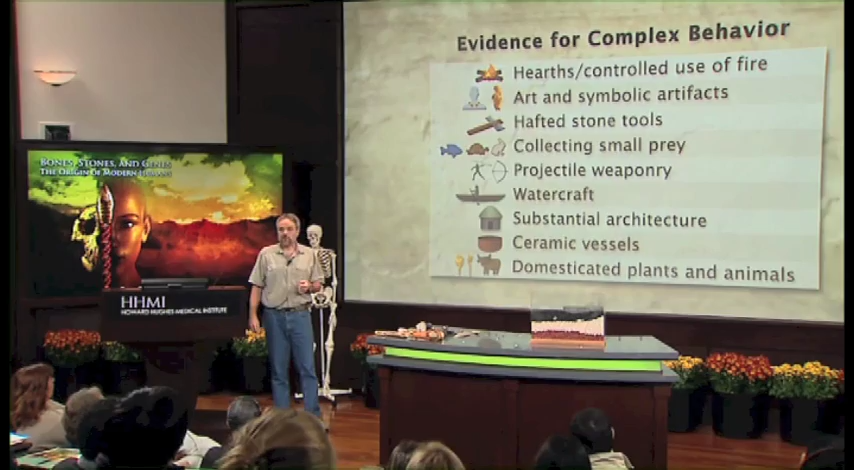 Evidence for Complex Behavior
Hearths/controlled use of fire
Art and symbolic artifacts
Hafted stone tools
Collecting small prey
Projectile weaponry
Watercraft
Substantial architecture
Ceramic vessels
Domesticated plants and animals
BONES, STONES, AND GENES
THE ORIGIN OF MODERN HUMANS
HHMI
HOWARD HUGHES MEDICAL INSTITUTE